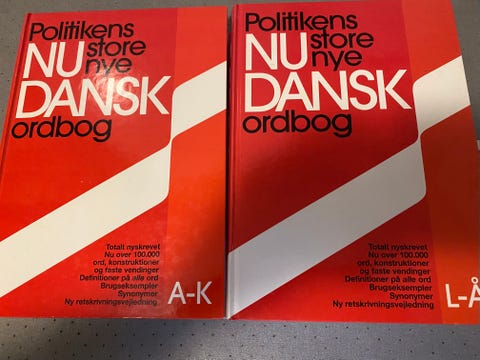 Politikens
store
NU nye
DANSK
ordbog
Totalt nyskrevet
Nu over 100.000
ord, konstruktioner
og faste vendinger
Definitioner på alle ord
Brugseksempler
Synonymer
Ny retskrivningsvejledning
A-K
Politikens
store
NU nye
DANSK
ordbog
Totalt nyskrevet
Nu over 100.000
ord, konstruktioner
og faste vendinger
Definitioner på alle ord
Brugseksempler
Synonymer
Ny retskrivningsvejledning
L-Å